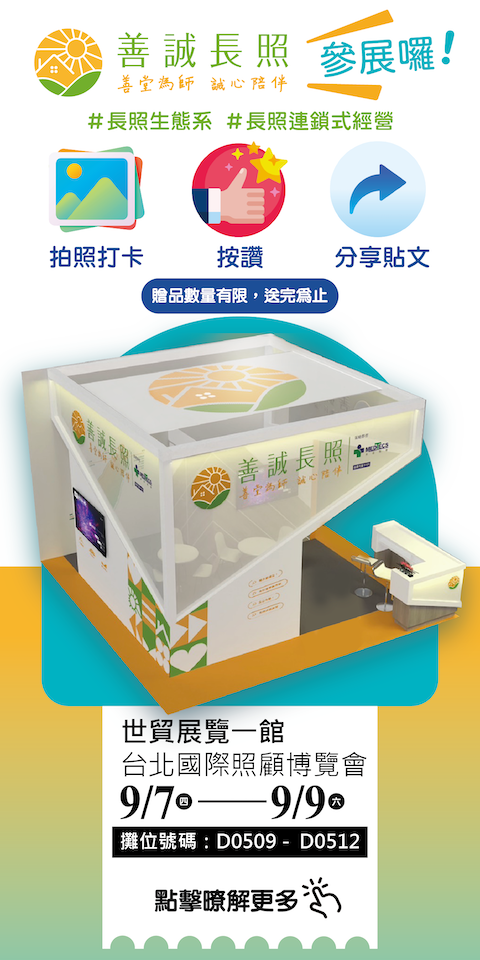 善誠長照
善堂為師 誠心陪伴
參展囉!
#長照生態系 #長照連鎖式經營
拍照打卡
按讚
分享貼文
贈品數量有限，送完為止
善誠長照
善堂為師 誠心陪伴
善誠長照
善堂為師 誠心陪伴
世貿展覽一館
台北國際照顧博覽會
9/7四——9/9六
攤位號碼：D0509 - D0512
點擊瞭解更多